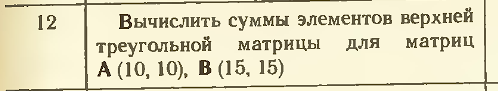 12 Вычислить суммы элементов верхней
треугольной матрицы для матриц
А (10, 10), В (15, 15)